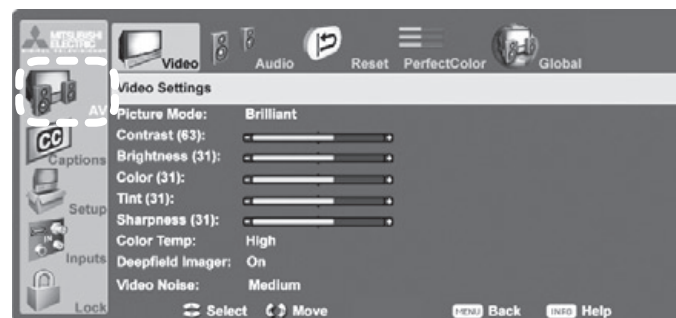 MITSUBISHI
ELECTRIC
Video
Audio
Reset
PerfectColor
Global
AV
Captions
Setup
Inputs
Lock
Video Settings
Picture Mode: Brilliant
Contrast (63):
Brightness (31):
Color (31):
Tint (31):
Sharpness (31):
Color Temp: High
Deepfield Imager: On
Video Noise: Medium
CC
IN
Select Move MENU Back INFO Help